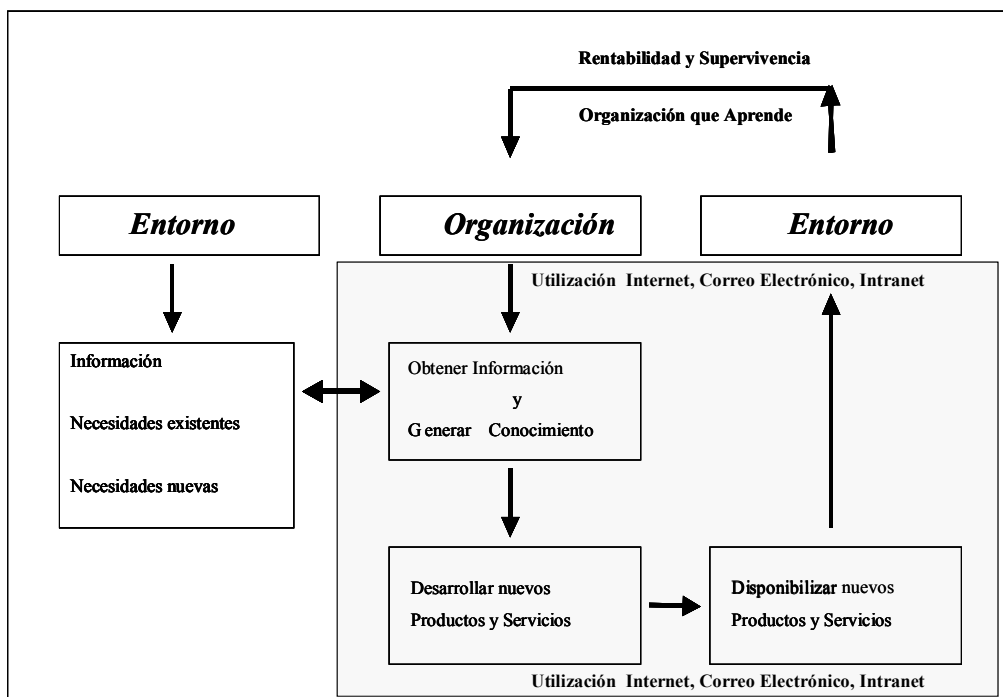 Rentabilidad y Supervivencia
Organización que Aprende
Entorno
Organización
Entorno
Utilización Internet, Correo Electrónico, Intranet
Información
Necesidades existentes
Necesidades nuevas
Obtener Información
y
Generar Conocimiento
Desarrollar nuevos
Productos y Servicios
Disponibilizar nuevos
Productos y Servicios
Utilización Internet, Correo Electrónico, Intranet